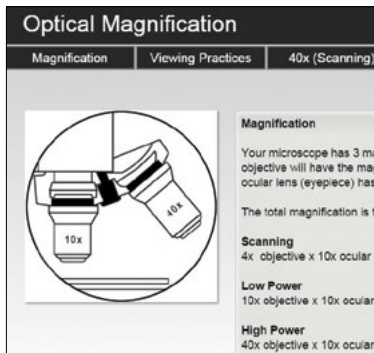 Optical Magnification
Magnification
Viewing Practices
40x (Scanning)
10x
40x
Magnification
Your microscope has 3 ma
objective will have the mag
ocular lens (eyepiece) has
The total magnification is t
Scanning
4x objective x 10x ocular
Low Power
10x objective x 10x ocular
High Power
40x objective x 10x ocular